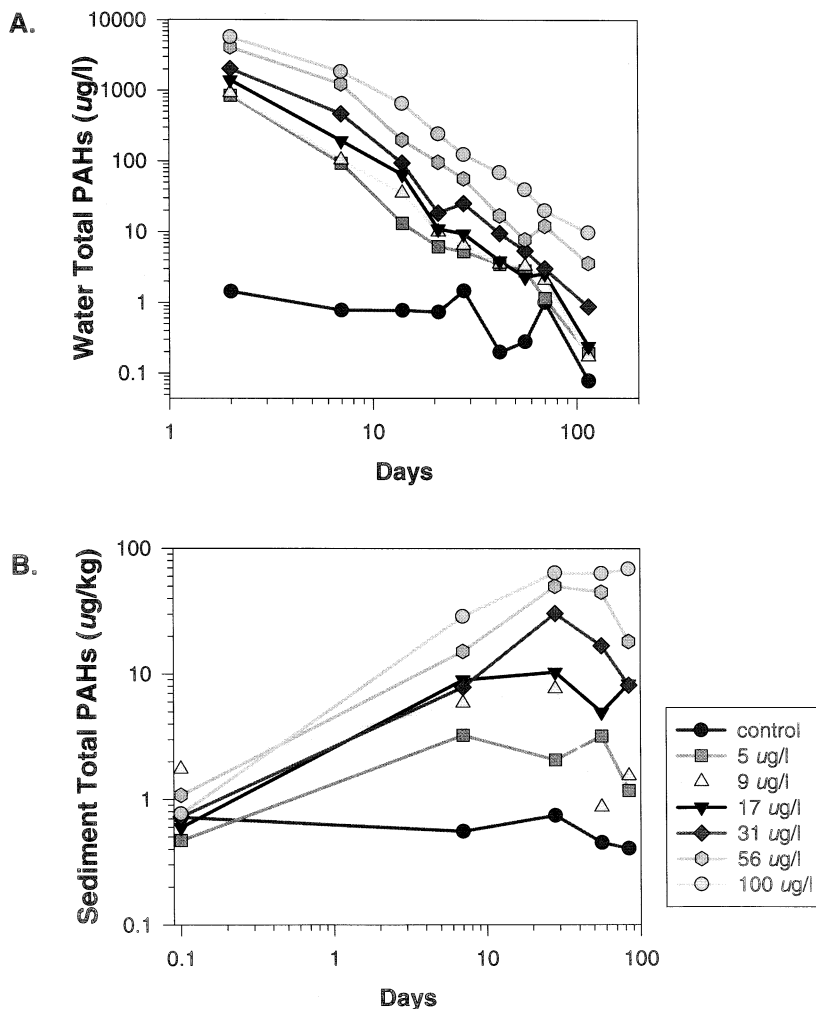 A.
Water Total PAHs (ug/l)
10000
1000
100
10
1
0.1
1
10
100
Days
B.
Sediment Total PAHs (ug/kg)
100
10
1
0.1
0.1
1
10
100
Days
control
5 ug/l
9 ug/l
17 ug/l
31 ug/l
56 ug/l
100 ug/l